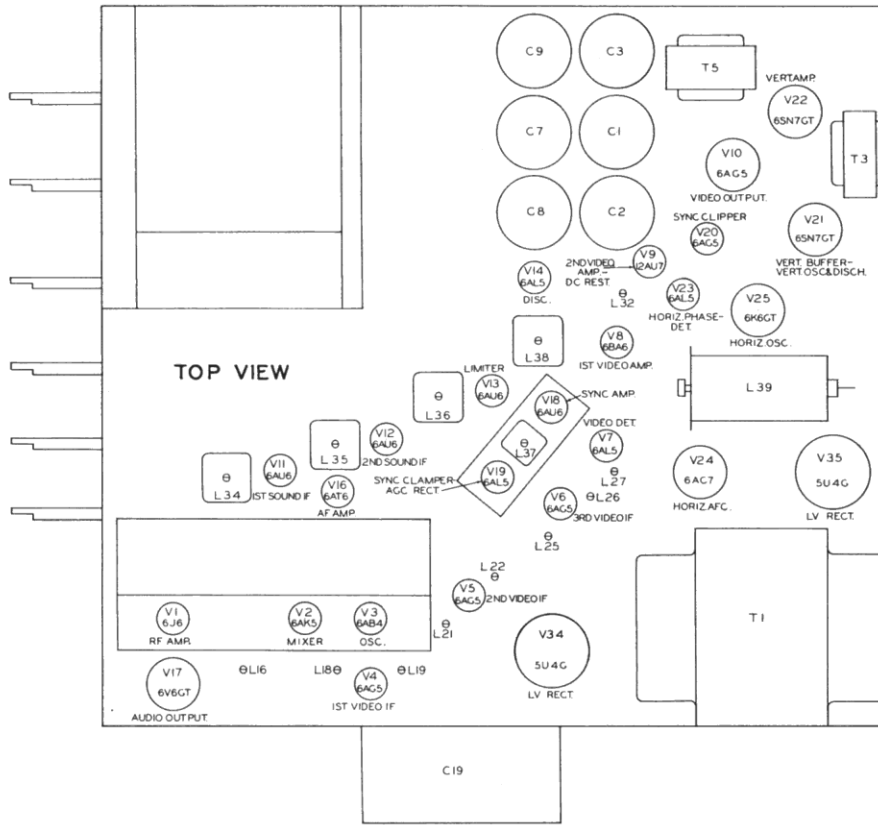 C9
C3
T5
VERT.AMP.
V22
6SN7GT
C7
C1
V10
6AG5
VIDEO OUTPUT.
T3
C8
C2
SYNC CLIPPER
V20
6AG5
V21
6SN7GT
VERT. BUFFER-
VERT.OSC.&DISCH.
V14
6AL5
DISC.
2ND VIDEO
AMP.-
DC REST.
V9
12AU7
L32
V23
6AL5
HORIZ.PHASE-
DET.
V25
6K6GT
HORIZ.OSC.
L38
V8
6BA6
1ST VIDEO AMP.
TOP VIEW
LIMITER
V13
6AU6
L36
V18
6AU6
SYNC AMP.
L39
V12
6AU6
2ND SOUND IF
L35
L37
VIDEO DET.
V7
6AL5
L27
V11
6AU6
1ST SOUND IF
L34
V16
6AT6
AF AMP.
SYNC CLAMPER-
AGC RECT.
V19
6AL5
V6
6AG5
3RD VIDEO IF
L26
L25
V24
6AC7
HORIZ.AFC.
V35
5U4G
LV RECT.
L22
V5
6AG5
2ND VIDEO IF
L21
V1
6J6
RF AMP.
V2
6AK5
MIXER
V3
6AB4
OSC.
V34
5U4G
LV RECT.
T1
V17
6V6GT
AUDIO OUTPUT.
L16
L18
V4
6AG5
1ST VIDEO IF
L19
C19